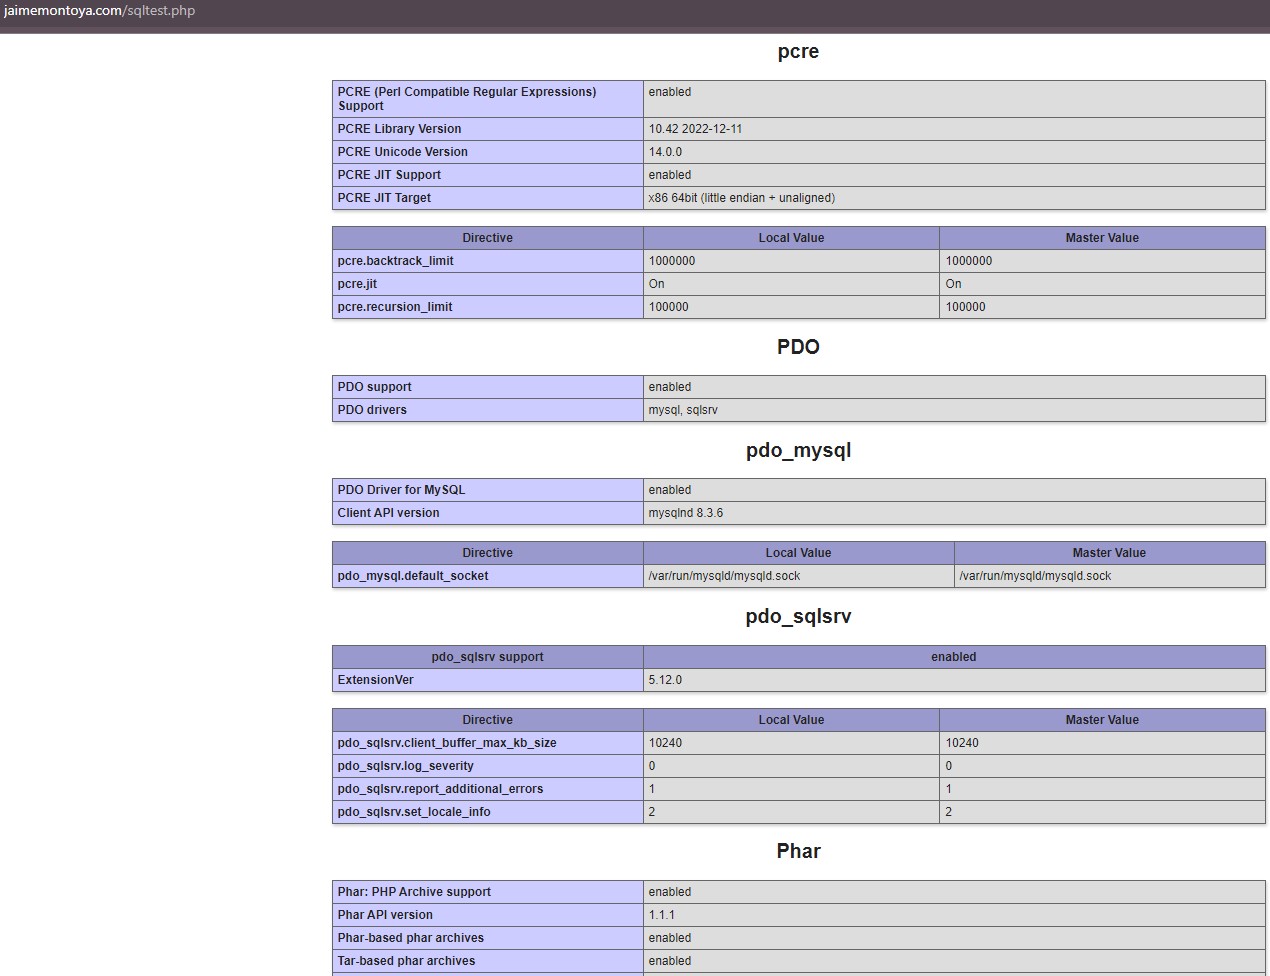 jaimemontoya.com/sqltest.php
pcre
PCRE (Perl Compatible Regular Expressions) enabled
Support
PCRE Library Version 10.42 2022-12-11
PCRE Unicode Version 14.0.0
PCRE JIT Support enabled
PCRE JIT Target x86 64bit (little endian + unaligned)
Directive Local Value Master Value
pcre.backtrack_limit 1000000 1000000
pcre.jit On On
pcre.recursion_limit 100000 100000
PDO
PDO support enabled
PDO drivers mysql, sqlsrv
pdo_mysql
PDO Driver for MySQL enabled
Client API version mysqlnd 8.3.6
Directive Local Value Master Value
pdo_mysql.default_socket /var/run/mysqld/mysqld.sock /var/run/mysqld/mysqld.sock
pdo_sqlsrv
pdo_sqlsrv support enabled
ExtensionVer 5.12.0
Directive Local Value Master Value
pdo_sqlsrv.client_buffer_max_kb_size 10240 10240
pdo_sqlsrv.log_severity 0 0
pdo_sqlsrv.report_additional_errors 1 1
pdo_sqlsrv.set_locale_info 2 2
Phar
Phar: PHP Archive support enabled
Phar API version 1.1.1
Phar-based phar archives enabled
Tar-based phar archives enabled